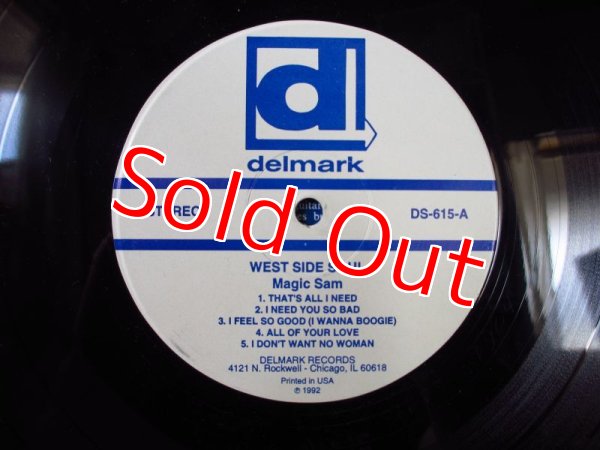 d
delmark
STEREO
DS-615-A
Sold Out
WEST SIDE SOUL
Magic Sam
1. THAT'S ALL I NEED
2. I NEED YOU SO BAD
3. I FEEL SO GOOD (I WANNA BOOGIE)
4. ALL OF YOUR LOVE
5. I DON'T WANT NO WOMAN
DELMARK RECORDS
4121 N. Rockwell - Chicago, IL 60618
Printed in USA
℗ 1992